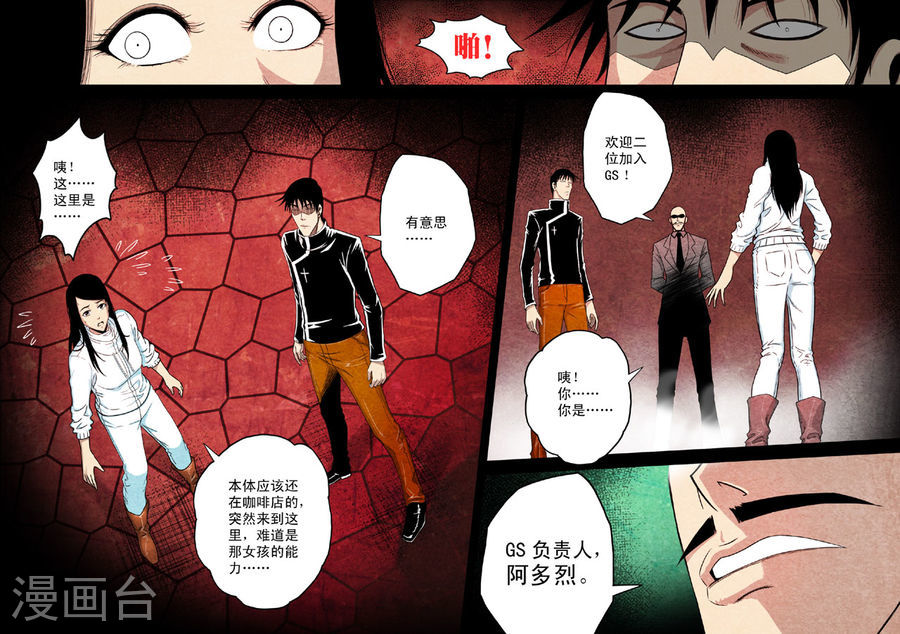 啪！
咦！
这……
这里是
……
有意思
……
本体应该还
在咖啡店的，
突然来到这
里，难道是
那女孩的能
力……
欢迎二
位加入
GS！
咦！
你……
你是……
GS 负责人，
阿多烈。
漫画台